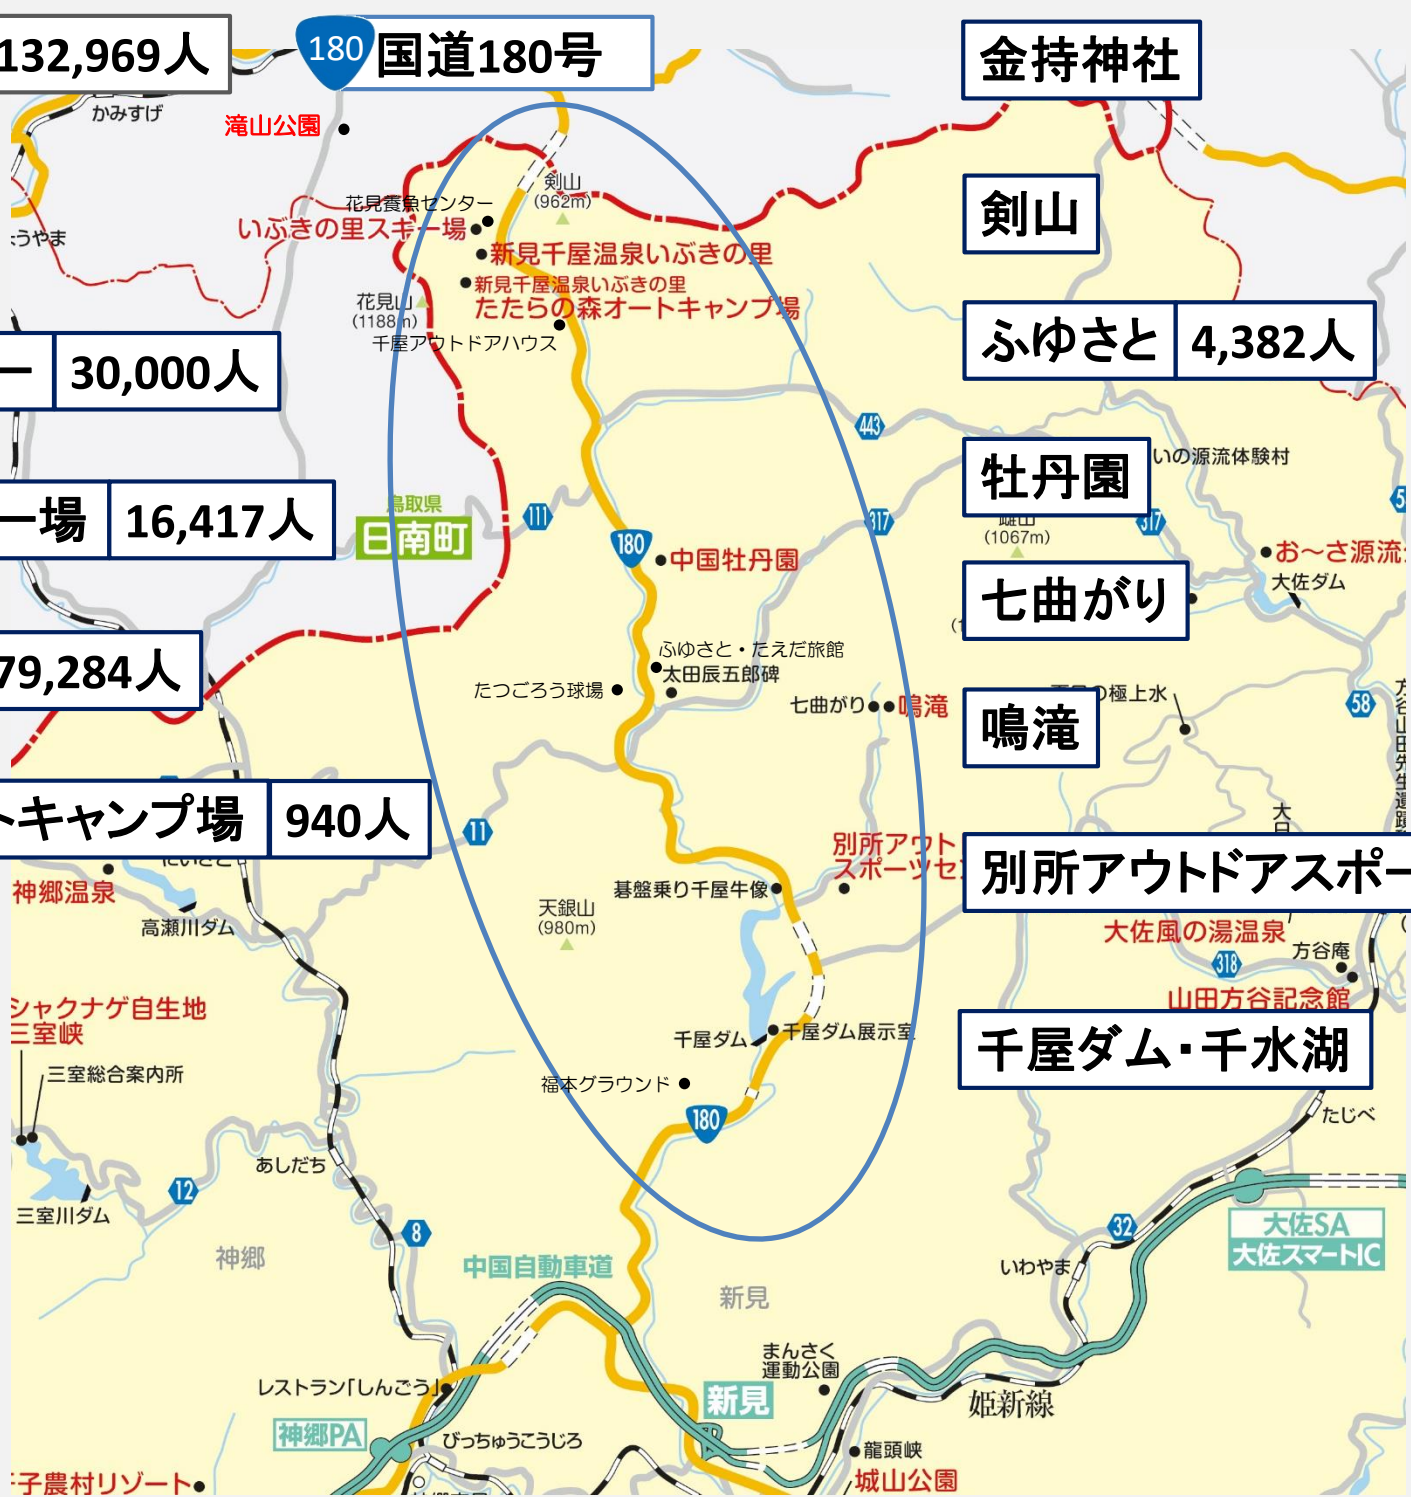 132,969人
180
国道180号
金持神社
かみすげ
滝山公園
剣山
(962m)
花見養魚センター
いぶきの里スキー場
ようやま
剣山
新見千屋温泉いぶきの里
新見千屋温泉いぶきの里
たたらの森オートキャンプ場
花見山
(1188m)
千屋アウトドアハウス
ふゆさと 4,382人
ー 30,000人
443
牡丹園
いの源流体験村
鳥取県
日南町
111
317
317
ー場 16,417人
(1067m)
180
中国牡丹園
お〜さ源流
大佐ダム
七曲がり
79,284人
ふゆさと・たえだ旅館
太田辰五郎碑
たつごろう球場
七曲がり
鳴滝
鳴滝
の極上水
58
方谷山田先生遺蹟
トキャンプ場 940人
11
大日
別所アウト
スポーツセ
別所アウトドアスポー
神郷温泉
高瀬川ダム
碁盤乗り千屋牛像
天銀山
(980m)
大佐風の湯温泉
方谷庵
318
山田方谷記念館
シャクナゲ自生地
三室峡
千屋ダム
千屋ダム展示室
千屋ダム・千水湖
三室総合案内所
福本グラウンド
180
たじべ
あしだち
12
三室川ダム
8
神郷
中国自動車道
新見
32
いわやま
大佐SA
大佐スマートIC
まんさく
運動公園
レストラン「しんごう」
新見
姫新線
神郷PA
びっちゅうこうじろ
龍頭峡
城山公園
子農村リゾート